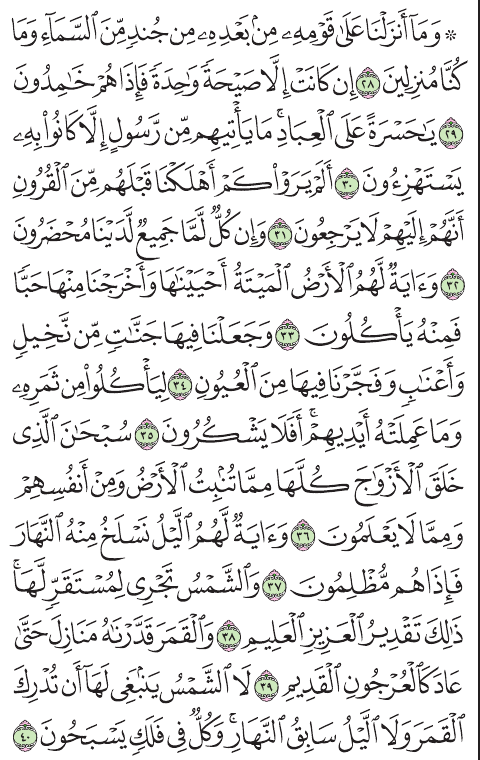 ۞ وَمَآ أَنزَلْنَا عَلَىٰ قَوْمِهِۦ مِنۢ بَعْدِهِۦ مِن جُندٍ مِّنَ ٱلسَّمَآءِ وَمَا
كُنَّا مُنزِلِينَ ٢٨ إِن كَانَتْ إِلَّا صَيْحَةً وَٰحِدَةً فَإِذَا هُمْ خَـٰمِدُونَ
٢٩ يَـٰحَسْرَةً عَلَى ٱلْعِبَادِ ۚ مَا يَأْتِيهِم مِّن رَّسُولٍ إِلَّا كَانُوا۟ بِهِۦ
يَسْتَهْزِءُونَ ٣٠ أَلَمْ يَرَوْا۟ كَمْ أَهْلَكْنَا قَبْلَهُم مِّنَ ٱلْقُرُونِ
أَنَّهُمْ إِلَيْهِمْ لَا يَرْجِعُونَ ٣١ وَإِن كُلٌّ لَّمَّا جَمِيعٌ لَّدَيْنَا مُحْضَرُونَ
٣٢ وَءَايَةٌ لَّهُمُ ٱلْأَرْضُ ٱلْمَيْتَةُ أَحْيَيْنَـٰهَا وَأَخْرَجْنَا مِنْهَا حَبًّا
فَمِنْهُ يَأْكُلُونَ ٣٣ وَجَعَلْنَا فِيهَا جَنَّـٰتٍ مِّن نَّخِيلٍ
وَأَعْنَـٰبٍ وَفَجَّرْنَا فِيهَا مِنَ ٱلْعُيُونِ ٣٤ لِيَأْكُلُوا۟ مِن ثَمَرِهِۦ
وَمَا عَمِلَتْهُ أَيْدِيهِمْ ۖ أَفَلَا يَشْكُرُونَ ٣٥ سُبْحَـٰنَ ٱلَّذِى
خَلَقَ ٱلْأَزْوَٰجَ كُلَّهَا مِمَّا تُنۢبِتُ ٱلْأَرْضُ وَمِنْ أَنفُسِهِمْ
وَمِمَّا لَا يَعْلَمُونَ ٣٦ وَءَايَةٌ لَّهُمُ ٱلَّيْلُ نَسْلَخُ مِنْهُ ٱلنَّهَارَ
فَإِذَا هُم مُّظْلِمُونَ ٣٧ وَٱلشَّمْسُ تَجْرِى لِمُسْتَقَرٍّ لَّهَا ۚ
ذَٰلِكَ تَقْدِيرُ ٱلْعَزِيزِ ٱلْعَلِيمِ ٣٨ وَٱلْقَمَرَ قَدَّرْنَـٰهُ مَنَازِلَ حَتَّىٰ
عَادَ كَٱلْعُرْجُونِ ٱلْقَدِيمِ ٣٩ لَا ٱلشَّمْسُ يَنۢبَغِى لَهَآ أَن تُدْرِكَ
ٱلْقَمَرَ وَلَا ٱلَّيْلُ سَابِقُ ٱلنَّهَارِ ۚ وَكُلٌّ فِى فَلَكٍ يَسْبَحُونَ ٤٠